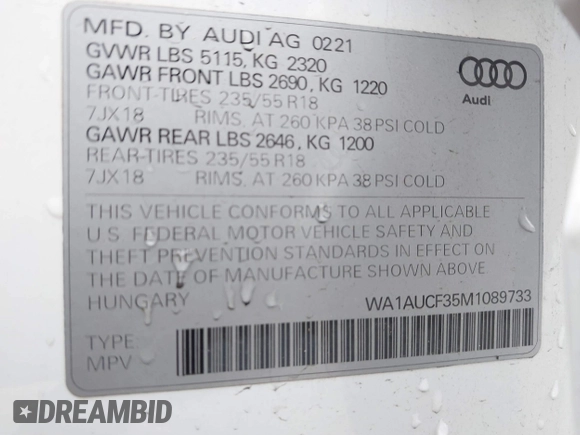 MFD. BY AUDI AG 0221
GVWR LBS 5115, KG 2320
GAWR FRONT LBS 2690, KG 1220
FRONT-TIRES 235/55 R18
7JX18 RIMS, AT 260 KPA 38 PSI COLD
GAWR REAR LBS 2646, KG 1200
REAR-TIRES 235/55 R18
7JX18 RIMS, AT 260 KPA 38 PSI COLD
Audi
THIS VEHICLE CONFORMS TO ALL APPLICABLE
U.S. FEDERAL MOTOR VEHICLE SAFETY AND
THEFT PREVENTION STANDARDS IN EFFECT ON
THE DATE OF MANUFACTURE SHOWN ABOVE.
HUNGARY WA1AUCF35M1089733
TYPE:
MPV
DREAMBID